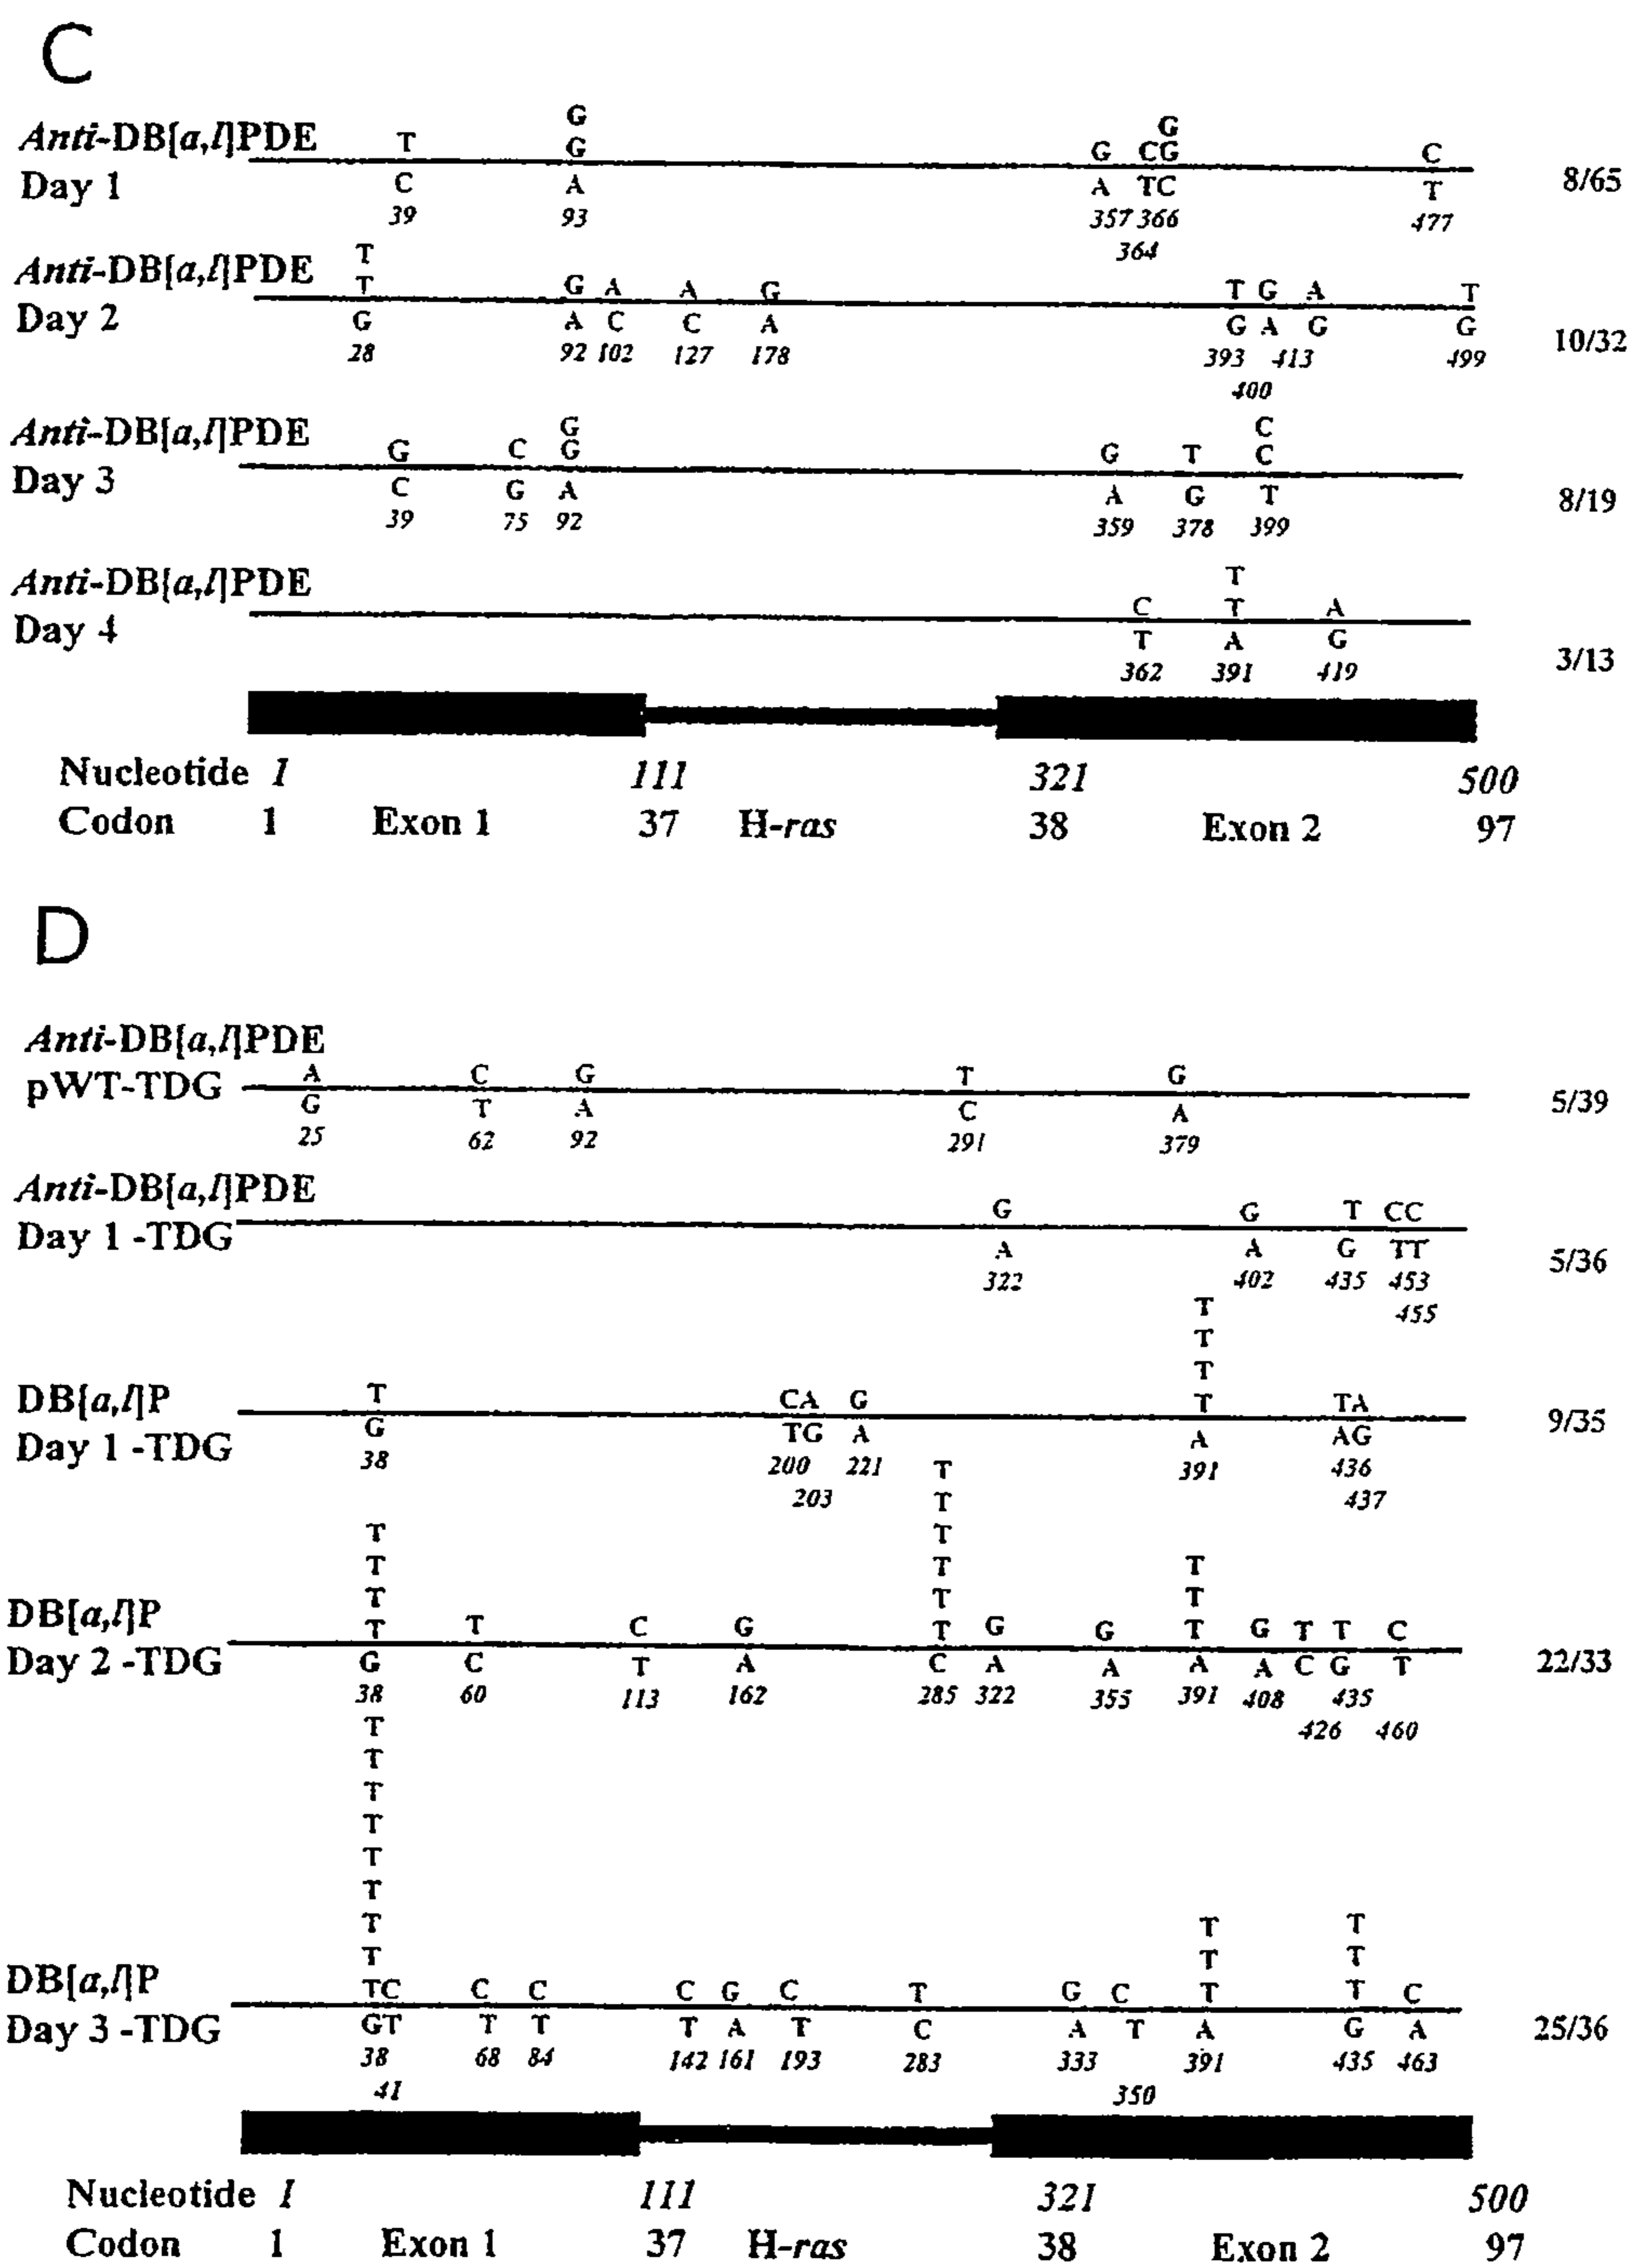 C
G
G
Anti-DB[a,l]PDE T G G CG C
Day 1 C A A TC T 8/65
39 93 357 366 477
364
T
Anti-DB[a,l]PDE T G A A G T G A T
Day 2 G A C C A G A G G 10/32
28 92 102 127 178 393 413 499
400
G C
Anti-DB[a,l]PDE G C G G T C
Day 3 C G A A G T 8/19
39 75 92 359 378 399
T
Anti-DB[a,l]PDE C T A
Day 4 T A G 3/13
362 391 419
Nucleotide 1 111 321 500
Codon 1 Exon 1 37 H-ras 38 Exon 2 97
D
Anti-DB[a,l]PDE
pWT-TDG A C G T G
G T A C A 5/39
25 62 92 291 379
Anti-DB[a,l]PDE G G T CC
Day 1 -TDG A A G TT 5/36
322 402 435 453
455
T
T
T
DB[a,l]P T CA G T TA
Day 1 -TDG G TG A A AG 9/35
38 200 221 391 436
203 437
T
T
T T
T T T
T T T
DB[a,l]P T T C G T G G T G T T C
Day 2 -TDG G C T A C A A A A C G T 22/33
38 60 113 162 285 322 355 391 408 435
426 460
T
T
T
T
T
T
T T T
T T T
DB[a,l]P TC C C C G C T G C T T C
Day 3 -TDG GT T T T A T C A T A G A 25/36
38 68 84 142 161 193 283 333 391 435 463
41 350
Nucleotide 1 111 321 500
Codon 1 Exon 1 37 H-ras 38 Exon 2 97